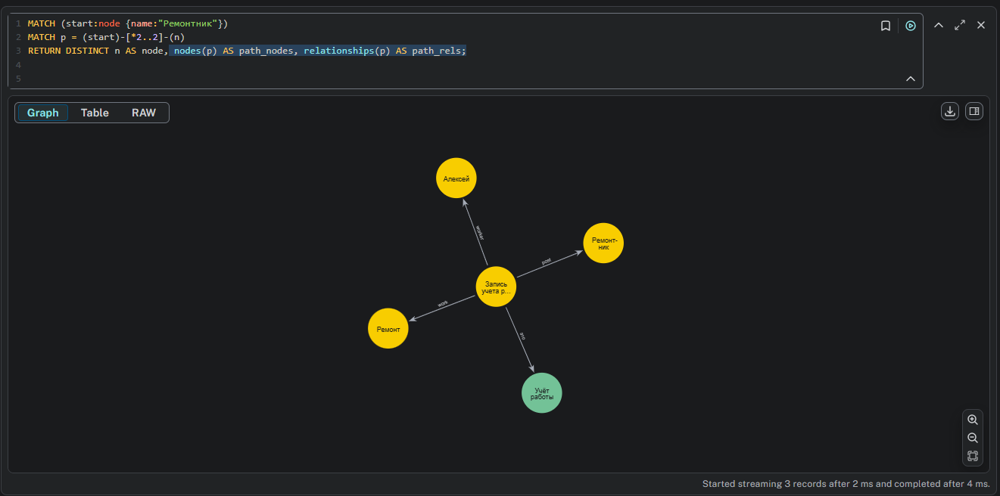 1 MATCH (start:node {name:"Ремонтник"})
2 MATCH p = (start)-[*2..2]-(n)
3 RETURN DISTINCT n AS node, nodes(p) AS path_nodes, relationships(p) AS path_rels;
4
5
Graph Table RAW
Алексей
worker
Ремонт-
ник
post
Запись
учета р...
work
Ремонт
это
Учёт
работы
Started streaming 3 records after 2 ms and completed after 4 ms.